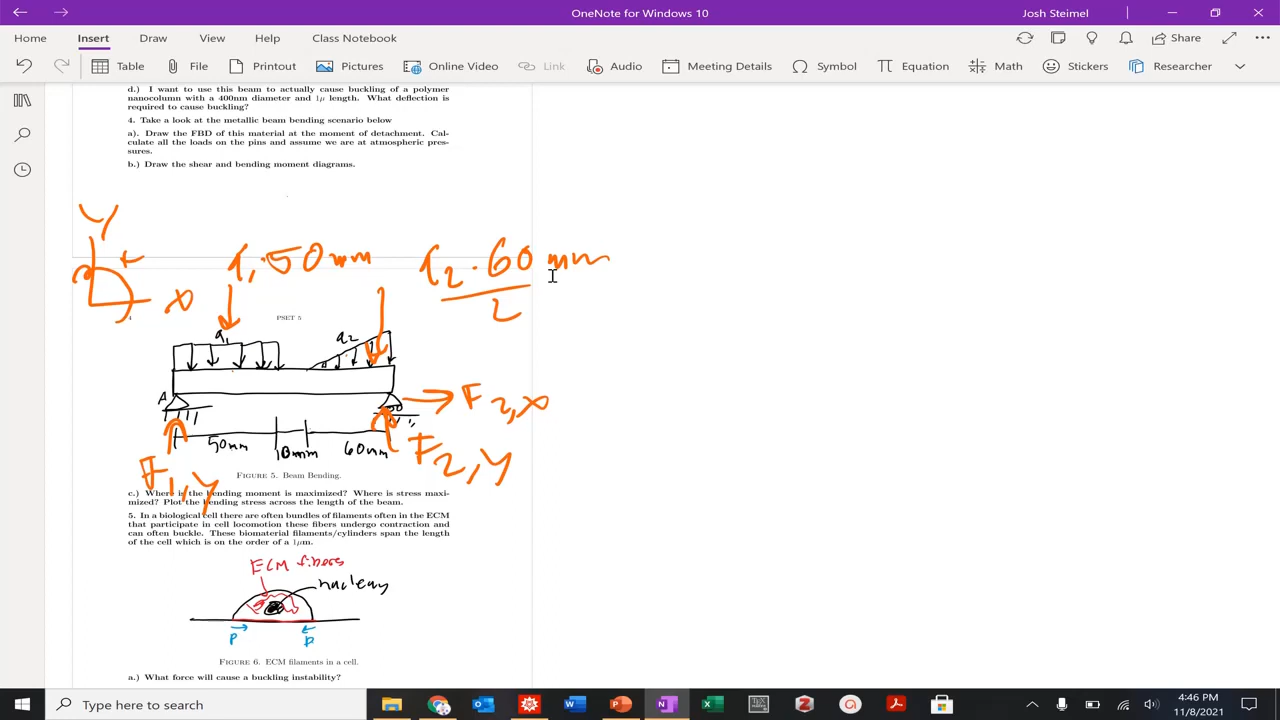 OneNote for Windows 10
Josh Steimel
Home Insert Draw View Help Class Notebook
Share
Table File Printout Pictures Online Video Link Audio Meeting Details Symbol Equation Math Stickers Researcher
d.) I want to use this beam to actually cause buckling of a polymer
nanocolumn with a 400nm diameter and 1μ length. What deflection is
required to cause buckling?
4. Take a look at the metallic beam bending scenario below
a). Draw the FBD of this material at the moment of detachment. Cal-
culate all the loads on the pins and assume we are at atmospheric pres-
sures.
b.) Draw the shear and bending moment diagrams.
Y
+
q1·50mm
q2·60 mm
2
X
PSET 5
q1
q2
A
F2,X
50mm
10mm
60mm
F2,Y
F1,Y
Figure 5. Beam Bending.
c.) Where is the bending moment is maximized? Where is stress maxi-
mized? Plot the bending stress across the length of the beam.
5. In a biological cell there are often bundles of filaments often in the ECM
that participate in cell locomotion these fibers undergo contraction and
can often buckle. These biomaterial filaments/cylinders span the length
of the cell which is on the order of a 1μm.
ECM fibers
nucleus
P
P
Figure 6. ECM filaments in a cell.
a.) What force will cause a buckling instability?
Type here to search
4:46 PM
11/8/2021